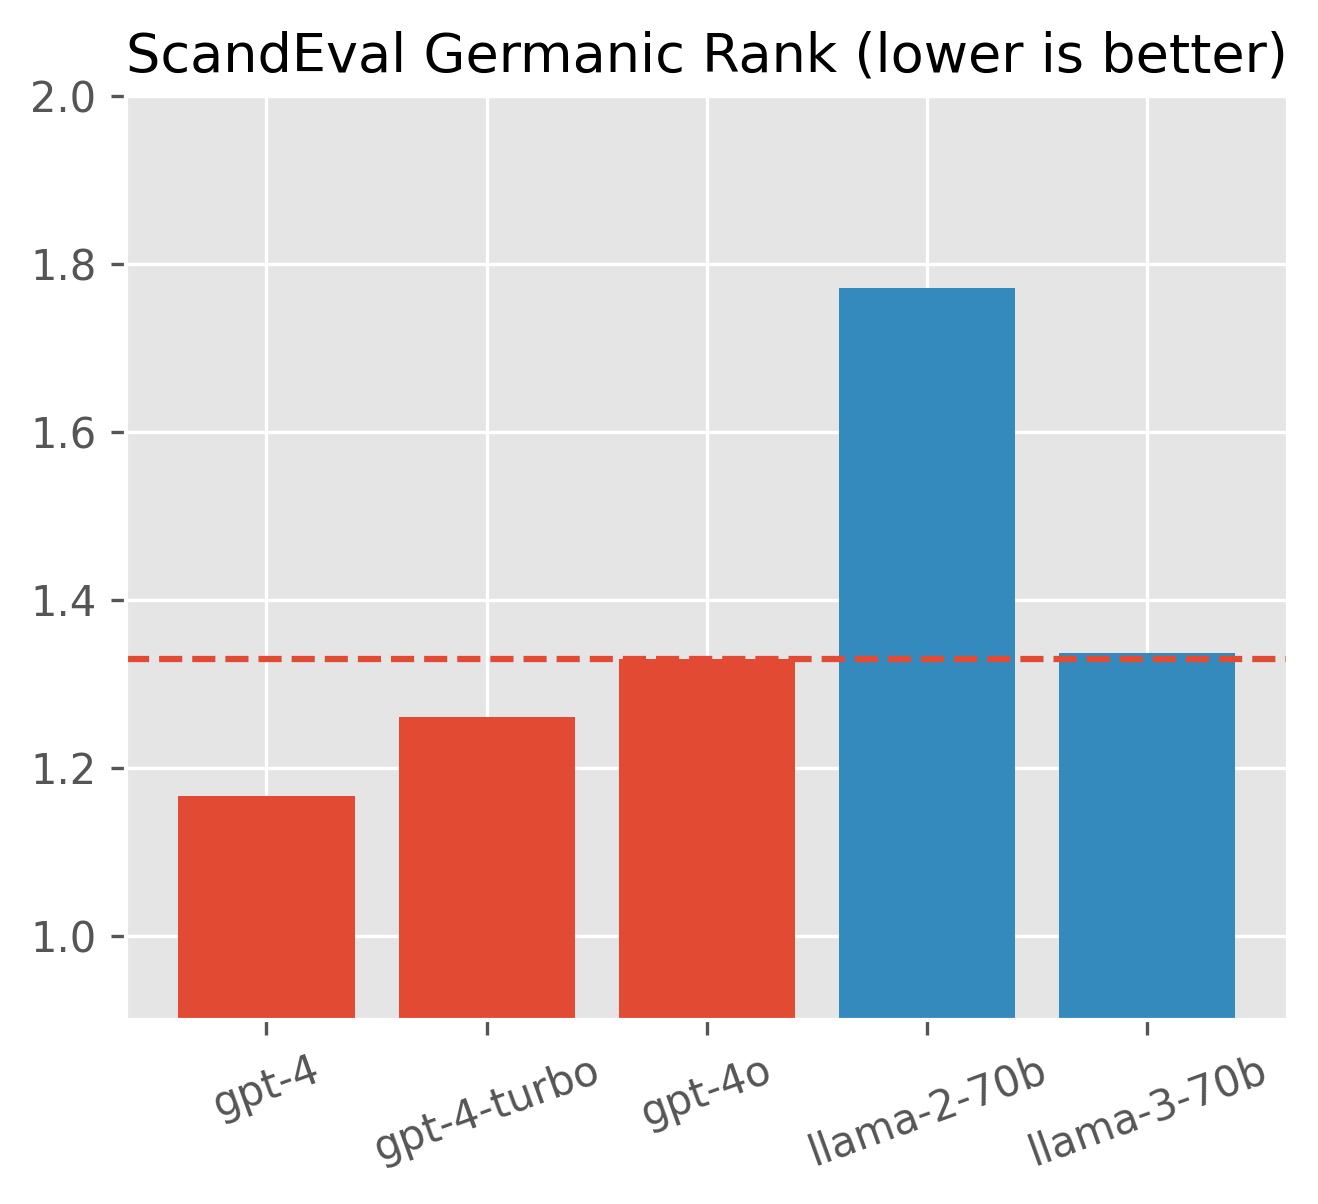 ScandEval Germanic Rank (lower is better)
2.0
1.8
1.6
1.4
1.2
1.0
gpt-4
gpt-4-turbo
gpt-4o
llama-2-70b
llama-3-70b